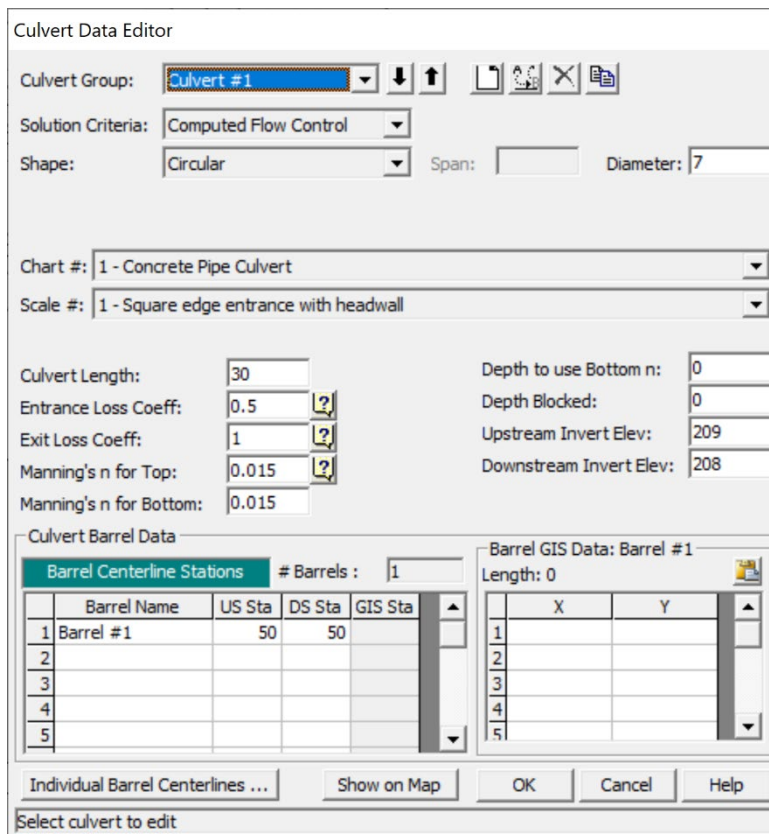 Culvert Data Editor
Culvert Group: Culvert #1
Solution Criteria: Computed Flow Control
Shape: Circular Span: Diameter: 7
Chart #: 1 - Concrete Pipe Culvert
Scale #: 1 - Square edge entrance with headwall
Culvert Length: 30 Depth to use Bottom n: 0
Entrance Loss Coeff: 0.5 ? Depth Blocked: 0
Exit Loss Coeff: 1 ? Upstream Invert Elev: 209
Manning's n for Top: 0.015 ? Downstream Invert Elev: 208
Manning's n for Bottom: 0.015
Culvert Barrel Data
Barrel Centerline Stations # Barrels : 1
Barrel GIS Data: Barrel #1
Length: 0
Barrel Name US Sta DS Sta GIS Sta
1 Barrel #1 50 50
2
3
4
5
X Y
1
2
3
4
5
Individual Barrel Centerlines ... Show on Map OK Cancel Help
Select culvert to edit